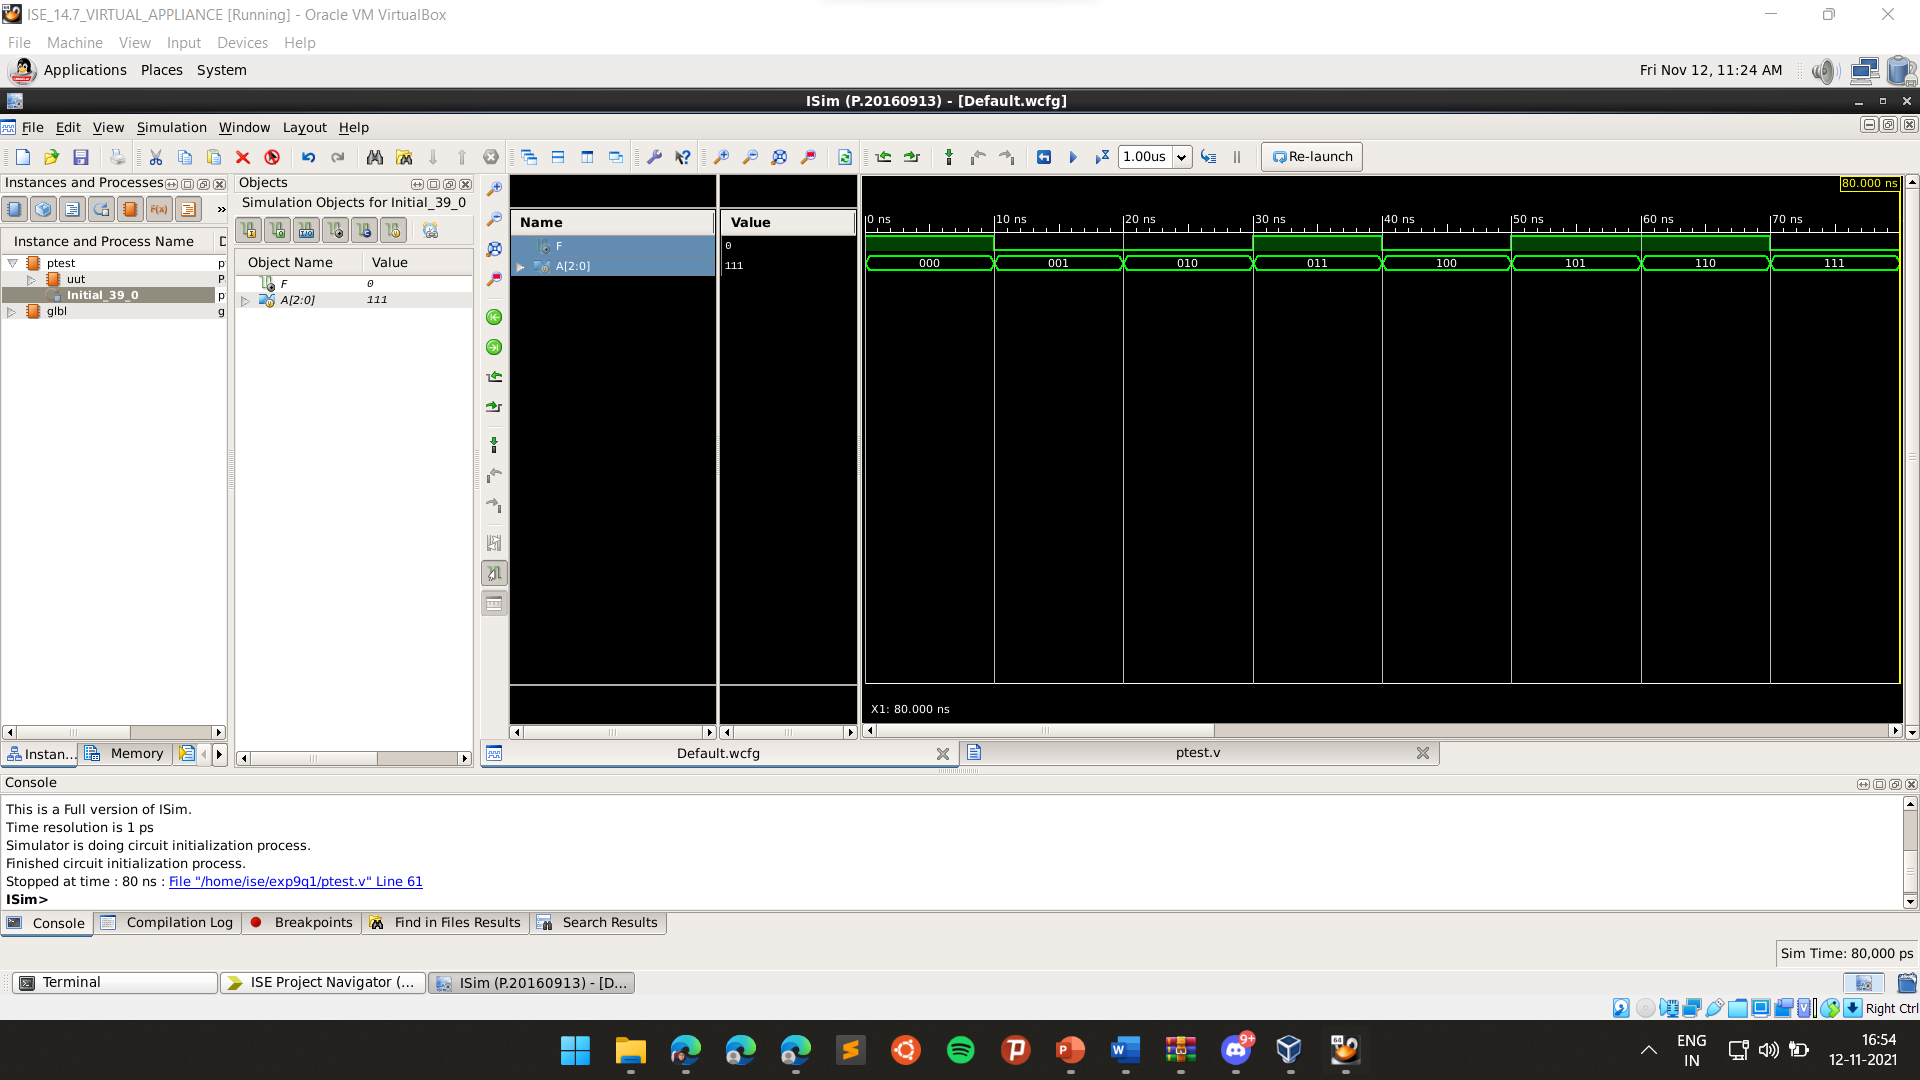 ISE_14.7_VIRTUAL_APPLIANCE [Running] - Oracle VM VirtualBox
File Machine View Input Devices Help
Applications Places System
Fri Nov 12, 11:24 AM
ISim (P.20160913) - [Default.wcfg]
File Edit View Simulation Window Layout Help
1.00us
Re-launch
Instances and Processes
Instance and Process Name D
ptest p
uut P
Initial_39_0 p
glbl g
Instan...
Memory
Objects
Simulation Objects for Initial_39_0
Object Name Value
F 0
A[2:0] 111
Name Value
F 0
A[2:0] 111
80.000 ns
0 ns 10 ns 20 ns 30 ns 40 ns 50 ns 60 ns 70 ns
000 001 010 011 100 101 110 111
X1: 80.000 ns
Default.wcfg
ptest.v
Console
This is a Full version of ISim.
Time resolution is 1 ps
Simulator is doing circuit initialization process.
Finished circuit initialization process.
Stopped at time : 80 ns : File "/home/ise/exp9q1/ptest.v" Line 61
ISim>
Console Compilation Log Breakpoints Find in Files Results Search Results
Sim Time: 80,000 ps
Terminal
ISE Project Navigator (...
ISim (P.20160913) - [D...
Right Ctrl
9+
64
ENG
IN
16:54
12-11-2021